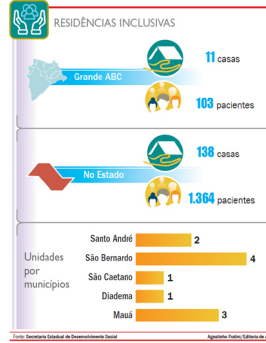 RESIDÊNCIAS INCLUSIVAS
11 casas
Grande ABC
103 pacientes
138 casas
No Estado
1.364 pacientes
Unidades por municípios
Santo André 2
São Bernardo 4
São Caetano 1
Diadema 1
Mauá 3
Fonte: Secretaria Estadual de Desenvolvimento Social
Agostinho Fratini/Editoria de